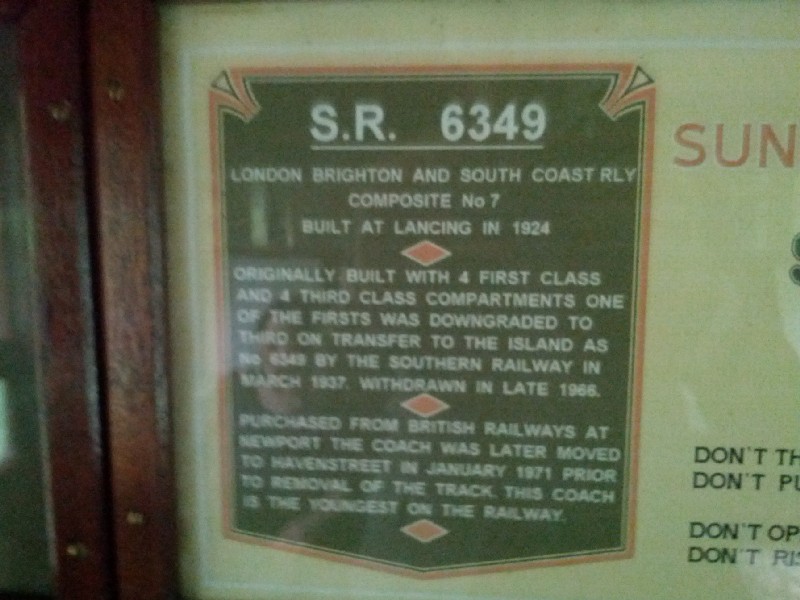 S.R. 6349
LONDON BRIGHTON AND SOUTH COAST RLY
COMPOSITE No 7
BUILT AT LANCING IN 1924
ORIGINALLY BUILT WITH 4 FIRST CLASS
AND 4 THIRD CLASS COMPARTMENTS ONE
OF THE FIRSTS WAS DOWNGRADED TO
THIRD ON TRANSFER TO THE ISLAND AS
No 6349 BY THE SOUTHERN RAILWAY IN
MARCH 1937. WITHDRAWN IN LATE 1966.
PURCHASED FROM BRITISH RAILWAYS AT
NEWPORT THE COACH WAS LATER MOVED
TO HAVENSTREET IN JANUARY 1971 PRIOR
TO REMOVAL OF THE TRACK. THIS COACH
IS THE YOUNGEST ON THE RAILWAY.
SUN
DON'T TH
DON'T PU
DON'T OP
DON'T RIS